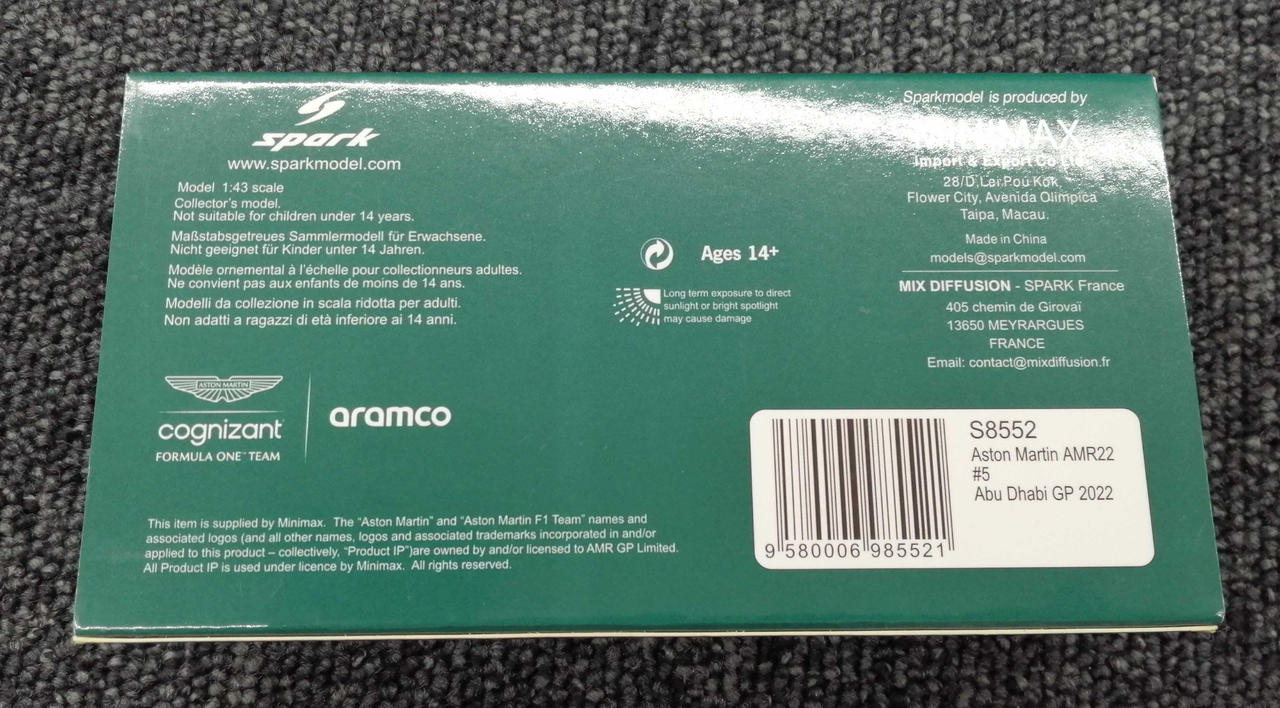 spark
www.sparkmodel.com
Model 1:43 scale
Collector's model.
Not suitable for children under 14 years.
Maßstabsgetreues Sammlermodell für Erwachsene.
Nicht geeignet für Kinder unter 14 Jahren.
Modèle ornemental à l'échelle pour collectionneurs adultes.
Ne convient pas aux enfants de moins de 14 ans.
Modelli da collezione in scala ridotta per adulti.
Non adatti a ragazzi di età inferiore ai 14 anni.
Ages 14+
Long term exposure to direct
sunlight or bright spotlight
may cause damage
Sparkmodel is produced by
MINIMAX
Import & Export Co Ltd.
28/D,Lei Pou Kok,
Flower City, Avenida Olimpica
Taipa, Macau.
Made in China
models@sparkmodel.com
MIX DIFFUSION - SPARK France
405 chemin de Girovaï
13650 MEYRARGUES
FRANCE
Email: contact@mixdiffusion.fr
ASTON MARTIN
cognizant
FORMULA ONE™ TEAM
aramco
This item is supplied by Minimax. The "Aston Martin" and "Aston Martin F1 Team" names and
associated logos (and all other names, logos and associated trademarks incorporated in and/or
applied to this product – collectively, "Product IP")are owned by and/or licensed to AMR GP Limited.
All Product IP is used under licence by Minimax. All rights reserved.
S8552
Aston Martin AMR22
#5
Abu Dhabi GP 2022
9 580006 985521